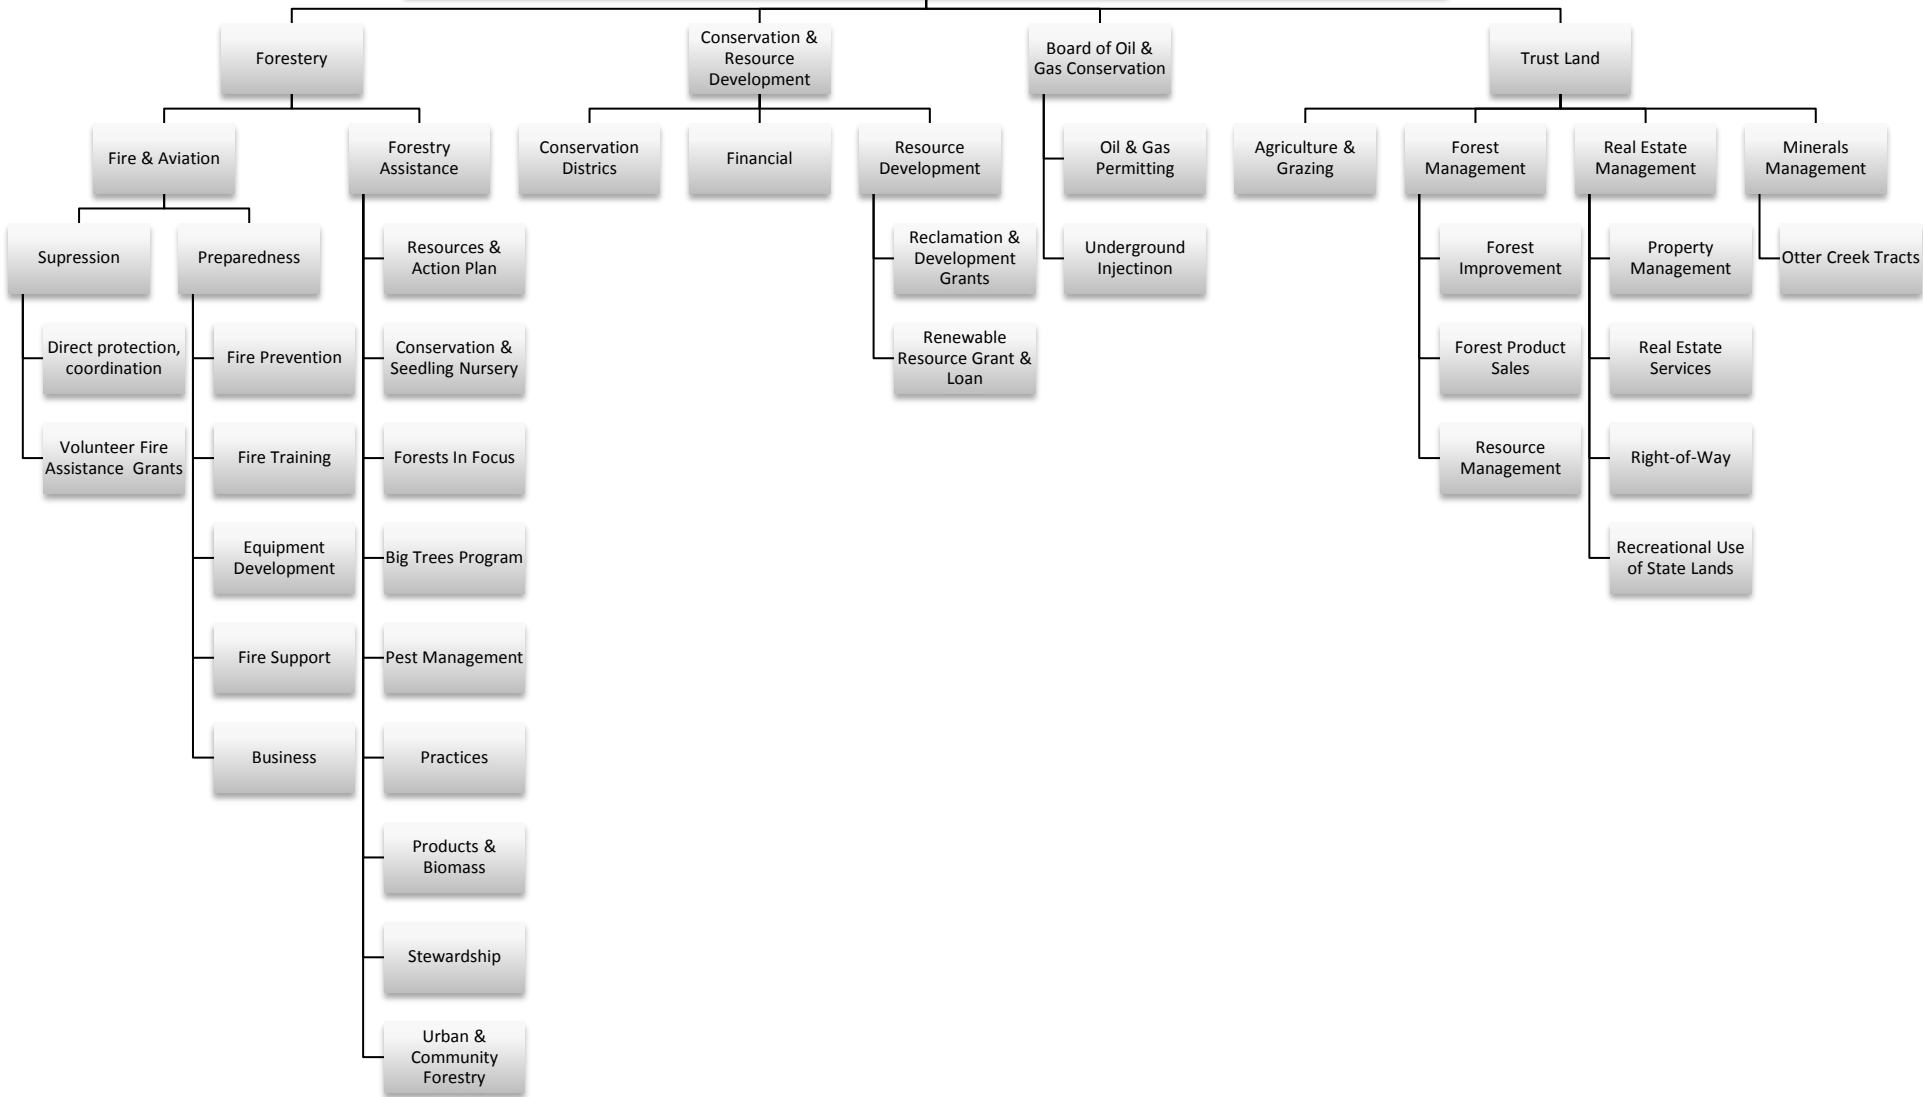 Forestery
Conservation &
Resource
Development
Board of Oil &
Gas Conservation
Trust Land
Fire & Aviation
Forestry
Assistance
Conservation
Districs
Financial
Resource
Development
Oil & Gas
Permitting
Agriculture &
Grazing
Forest
Management
Real Estate
Management
Minerals
Management
Supression
Preparedness
Resources &
Action Plan
Reclamation &
Development
Grants
Underground
Injectinon
Forest
Improvement
Property
Management
Otter Creek Tracts
Direct protection,
coordination
Fire Prevention
Conservation &
Seedling Nursery
Renewable
Resource Grant &
Loan
Forest Product
Sales
Real Estate
Services
Volunteer Fire
Assistance Grants
Fire Training
Forests In Focus
Resource
Management
Right-of-Way
Equipment
Development
Big Trees Program
Recreational Use
of State Lands
Fire Support
Pest Management
Business
Practices
Products &
Biomass
Stewardship
Urban &
Community
Forestry